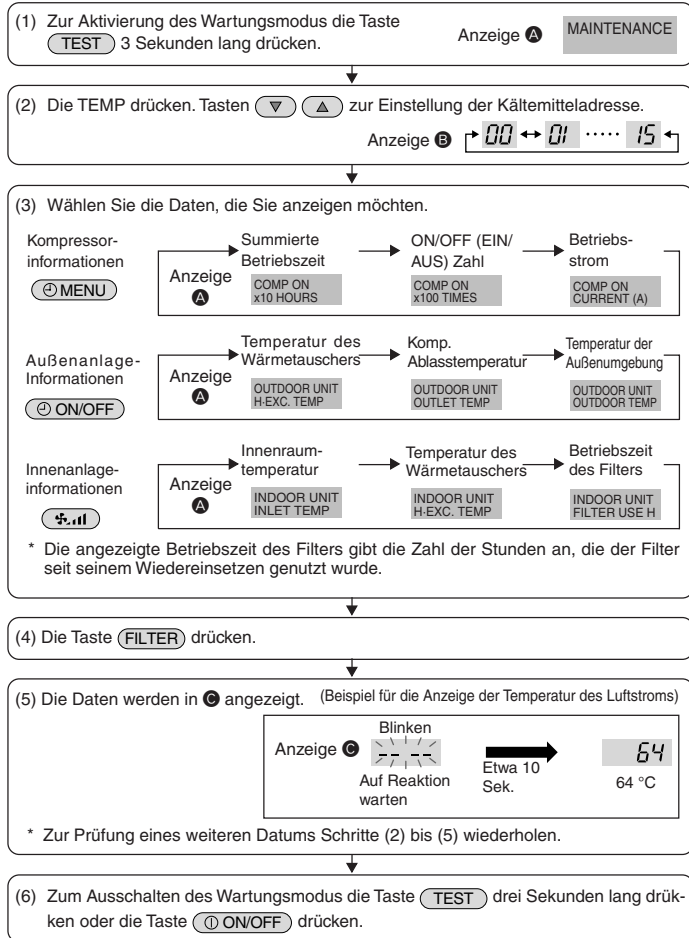 (1) Zur Aktivierung des Wartungsmodus die Taste
TEST 3 Sekunden lang drücken.
Anzeige A MAINTENANCE
(2) Die TEMP drücken. Tasten ▼ ▲ zur Einstellung der Kältemitteladresse.
Anzeige B 00 ↔ 01 ····· 15
(3) Wählen Sie die Daten, die Sie anzeigen möchten.
Kompressor-
informationen
MENU
Anzeige
A
Summierte
Betriebszeit
COMP ON
x10 HOURS
ON/OFF (EIN/
AUS) Zahl
COMP ON
x100 TIMES
Betriebs-
strom
COMP ON
CURRENT (A)
Außenanlage-
Informationen
ON/OFF
Anzeige
A
Temperatur des
Wärmetauschers
OUTDOOR UNIT
H·EXC. TEMP
Komp.
Ablasstemperatur
OUTDOOR UNIT
OUTLET TEMP
Temperatur der
Außenumgebung
OUTDOOR UNIT
OUTDOOR TEMP
Innenanlage-
informationen
Anzeige
A
Innenraum-
temperatur
INDOOR UNIT
INLET TEMP
Temperatur des
Wärmetauschers
INDOOR UNIT
H·EXC. TEMP
Betriebszeit
des Filters
INDOOR UNIT
FILTER USE H
* Die angezeigte Betriebszeit des Filters gibt die Zahl der Stunden an, die der Filter
seit seinem Wiedereinsetzen genutzt wurde.
(4) Die Taste FILTER drücken.
(5) Die Daten werden in C angezeigt. (Beispiel für die Anzeige der Temperatur des Luftstroms)
Blinken
Anzeige C -- --
Auf Reaktion
warten
Etwa 10
Sek.
64
64 °C
* Zur Prüfung eines weiteren Datums Schritte (2) bis (5) wiederholen.
(6) Zum Ausschalten des Wartungsmodus die Taste TEST drei Sekunden lang drük-
ken oder die Taste ON/OFF drücken.